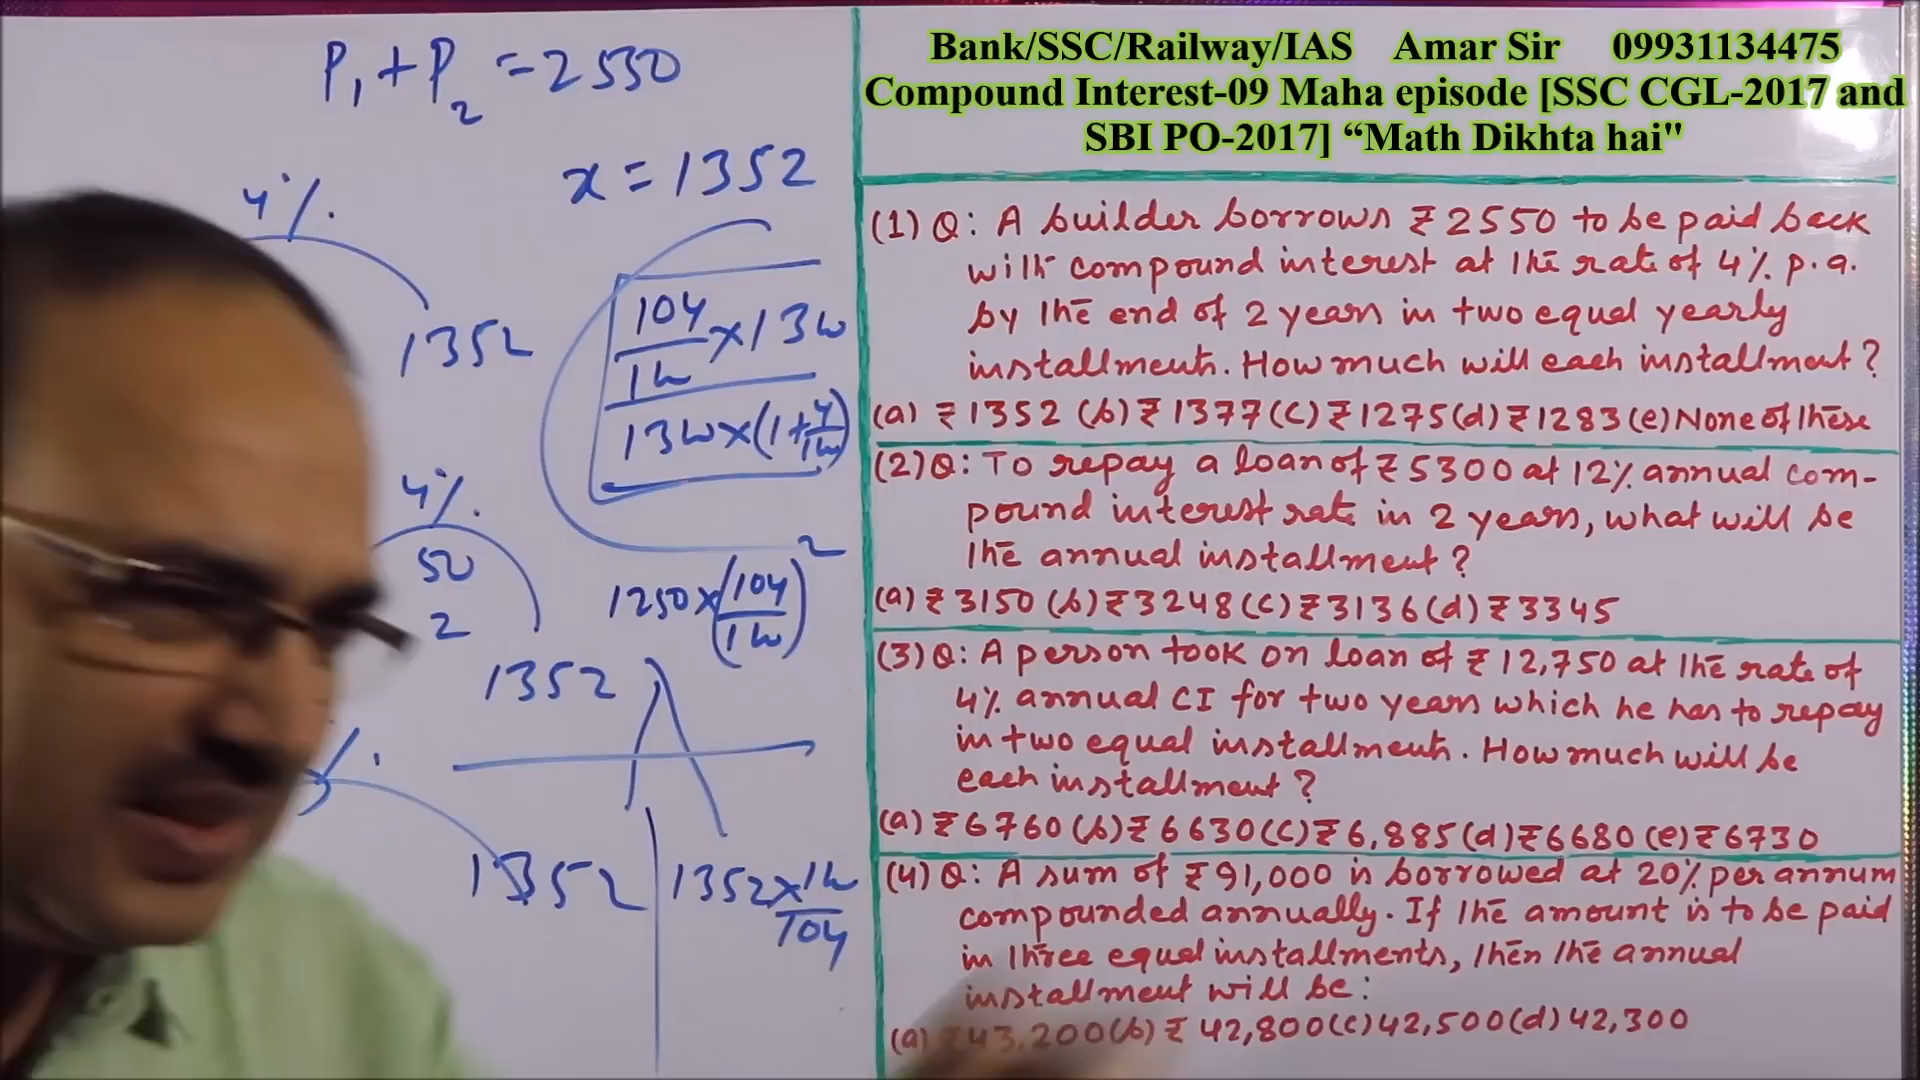 P₁ + P₂ = 2550
x = 1352
4%.
1352
104/100 × 1300
1300 × (1 + 4/100)
4%.
50
2
1250 × (104/100)²
1352
%.
1352
1352 × 100/104
Bank/SSC/Railway/IAS Amar Sir 09931134475
Compound Interest-09 Maha episode [SSC CGL-2017 and
SBI PO-2017] “Math Dikhta hai"
(1) Q: A builder borrows ₹2550 to be paid back
with compound interest at the rate of 4% p.a.
by the end of 2 years in two equal yearly
installment. How much will each installment?
(a) ₹1352 (b) ₹1377 (c) ₹1275 (d) ₹1283 (e) None of these
(2) Q: To repay a loan of ₹5300 at 12% annual com-
pound interest rate in 2 years, what will be
the annual installment?
(a) ₹3150 (b) ₹3248 (c) ₹3136 (d) ₹3345
(3) Q: A person took on loan of ₹12,750 at the rate of
4% annual CI for two years which he has to repay
in two equal installment. How much will be
each installment?
(a) ₹6760 (b) ₹6630 (c) ₹6,885 (d) ₹6680 (e) ₹6730
(4) Q: A sum of ₹91,000 is borrowed at 20% per annum
compounded annually. If the amount is to be paid
in three equal installments, then the annual
installment will be:
(a) ₹43,200 (b) ₹42,800 (c) 42,500 (d) 42,300